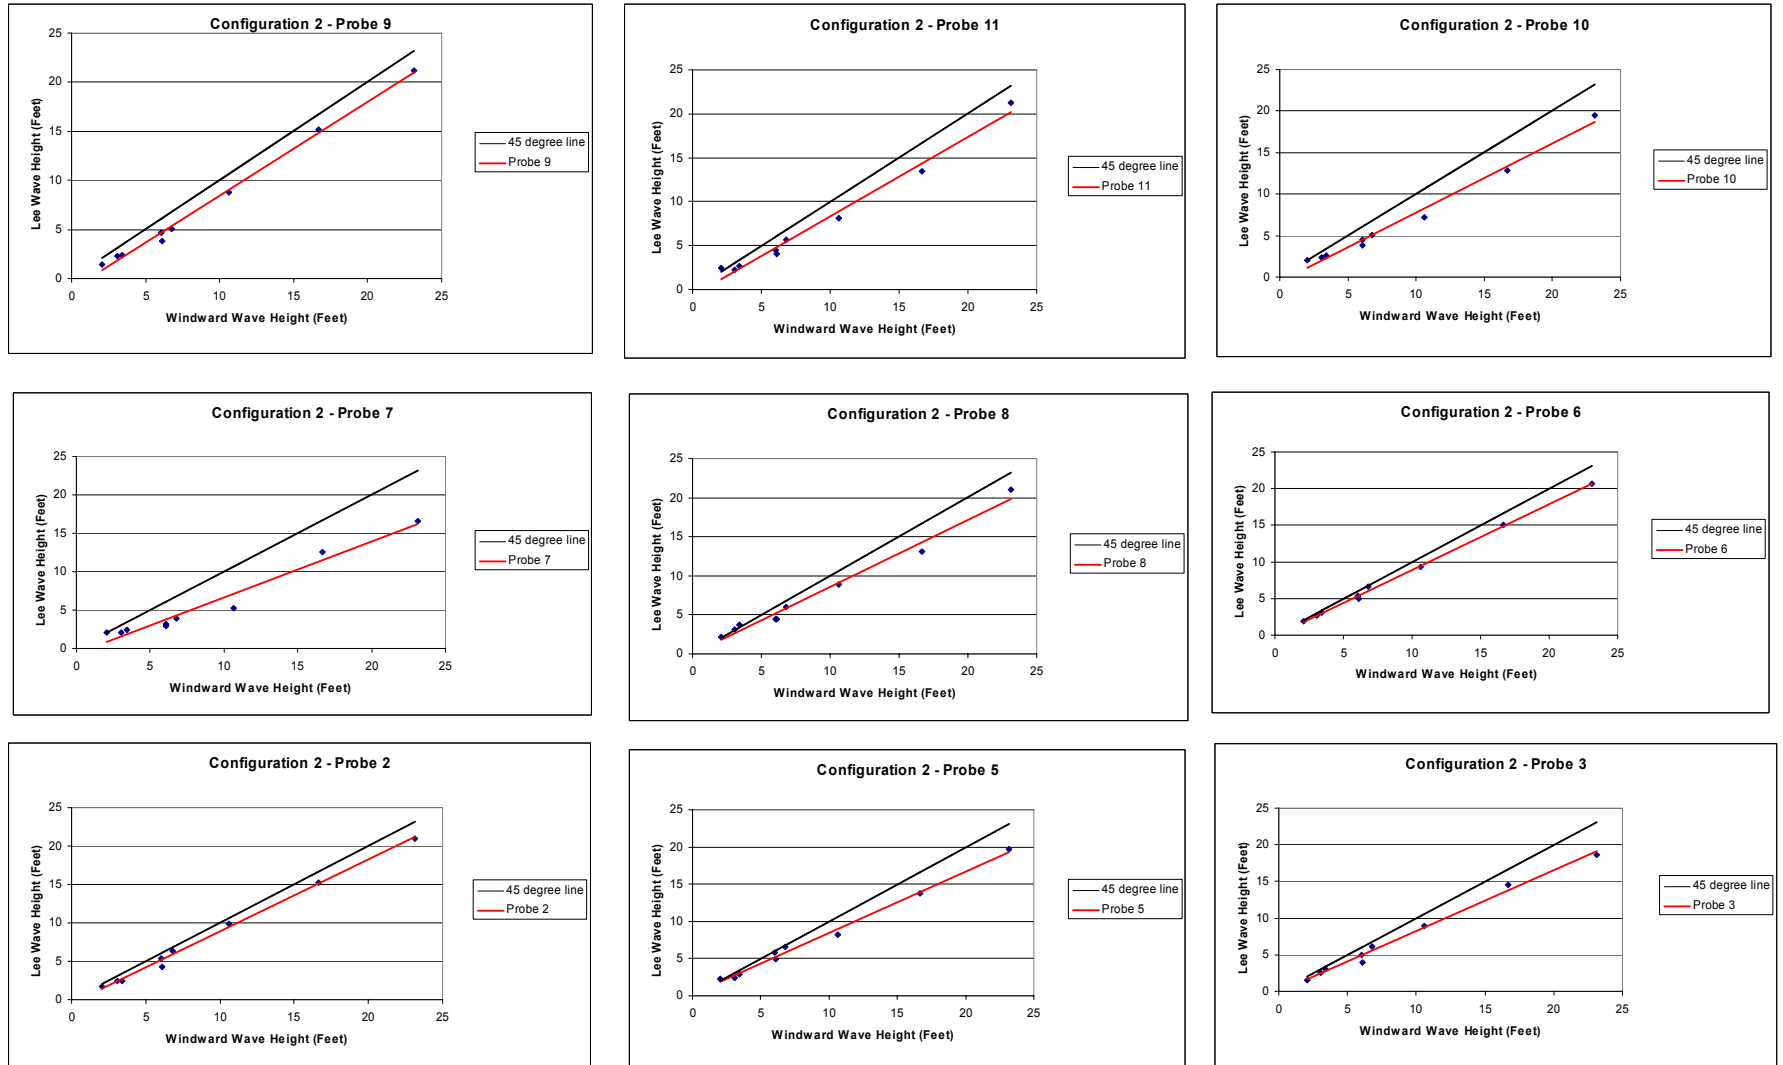 Configuration 2 - Probe 9
25
20
15
10
5
0
0 5 10 15 20 25
Lee Wave Height (Feet)
Windward Wave Height (Feet)
45 degree line
Probe 9
Configuration 2 - Probe 11
25
20
15
10
5
0
0 5 10 15 20 25
Lee Wave Height (Feet)
Windward Wave Height (Feet)
45 degree line
Probe 11
Configuration 2 - Probe 10
25
20
15
10
5
0
0 5 10 15 20 25
Lee Wave Height (Feet)
Windward Wave Height (Feet)
45 degree line
Probe 10
Configuration 2 - Probe 7
25
20
15
10
5
0
0 5 10 15 20 25
Lee Wave Height (Feet)
Windward Wave Height (Feet)
45 degree line
Probe 7
Configuration 2 - Probe 8
25
20
15
10
5
0
0 5 10 15 20 25
Lee Wave Height (Feet)
Windward Wave Height (Feet)
45 degree line
Probe 8
Configuration 2 - Probe 6
25
20
15
10
5
0
0 5 10 15 20 25
Lee Wave Height (Feet)
Windward Wave Height (Feet)
45 degree line
Probe 6
Configuration 2 - Probe 2
25
20
15
10
5
0
0 5 10 15 20 25
Lee Wave Height (Feet)
Windward Wave Height (Feet)
45 degree line
Probe 2
Configuration 2 - Probe 5
25
20
15
10
5
0
0 5 10 15 20 25
Lee Wave Height (Feet)
Windward Wave Height (Feet)
45 degree line
Probe 5
Configuration 2 - Probe 3
25
20
15
10
5
0
0 5 10 15 20 25
Lee Wave Height (Feet)
Windward Wave Height (Feet)
45 degree line
Probe 3